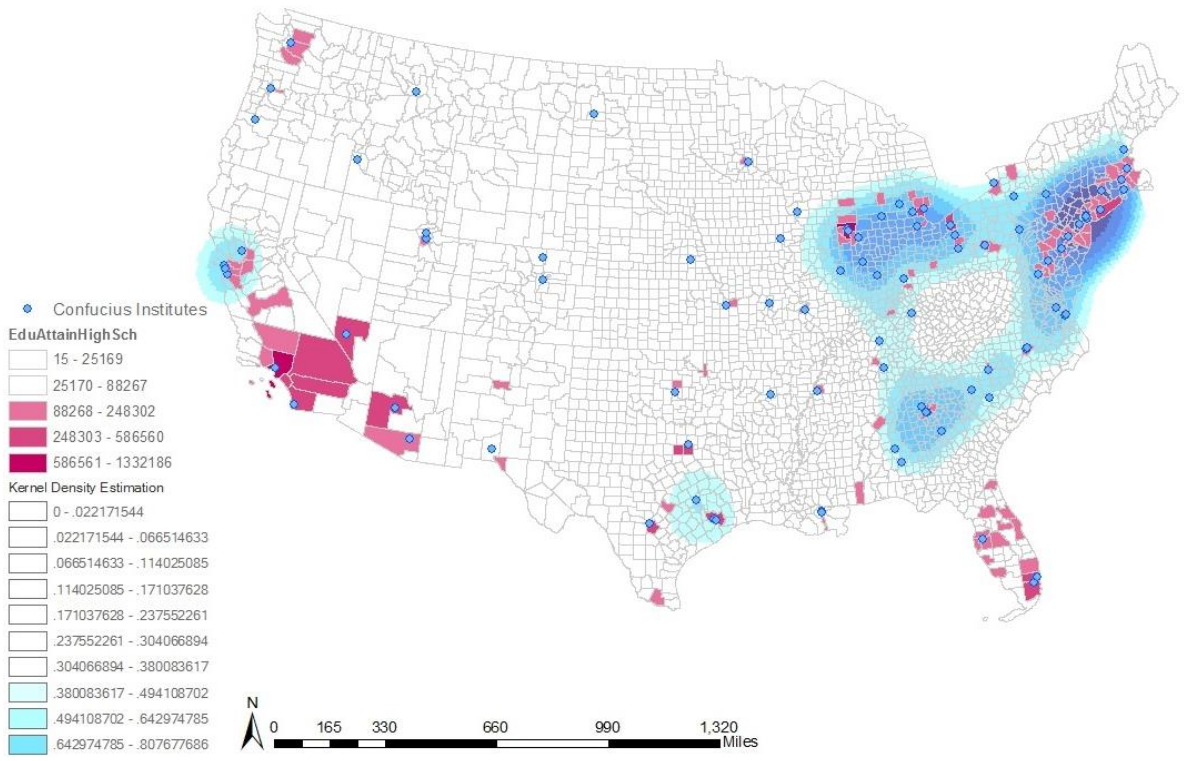 Confucius Institutes
EduAttainHighSch
15 - 25169
25170 - 88267
88268 - 248302
248303 - 586560
586561 - 1332186
Kernel Density Estimation
0 - .022171544
.022171544 - .066514633
.066514633 - .114025085
.114025085 - .171037628
.171037628 - .237552261
.237552261 - .304066894
.304066894 - .380083617
.380083617 - .494108702
.494108702 - .642974785
.642974785 - .807677686
N
0 165 330 660 990 1,320
Miles